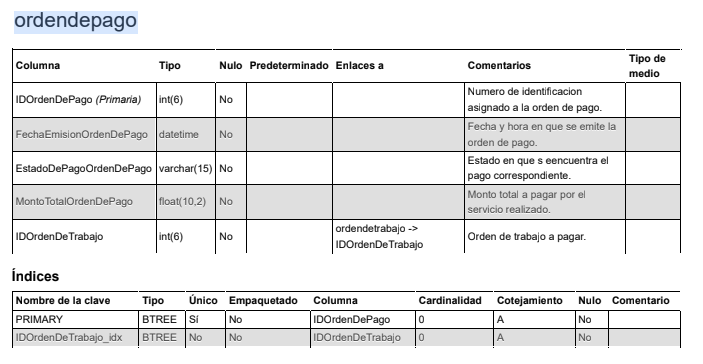 ordendepago
Columna Tipo Nulo Predeterminado Enlaces a Comentarios Tipo de medio
IDOrdenDePago (Primaria) int(6) No Numero de identificacion asignado a la orden de pago.
FechaEmisionOrdenDePago datetime No Fecha y hora en que se emite la orden de pago.
EstadoDePagoOrdenDePago varchar(15) No Estado en que s eencuentra el pago correspondiente.
MontoTotalOrdenDePago float(10,2) No Monto total a pagar por el servicio realizado.
IDOrdenDeTrabajo int(6) No ordendetrabajo -> IDOrdenDeTrabajo Orden de trabajo a pagar.
Índices
Nombre de la clave Tipo Único Empaquetado Columna Cardinalidad Cotejamiento Nulo Comentario
PRIMARY BTREE Sí No IDOrdenDePago 0 A No
IDOrdenDeTrabajo_idx BTREE No No IDOrdenDeTrabajo 0 A No